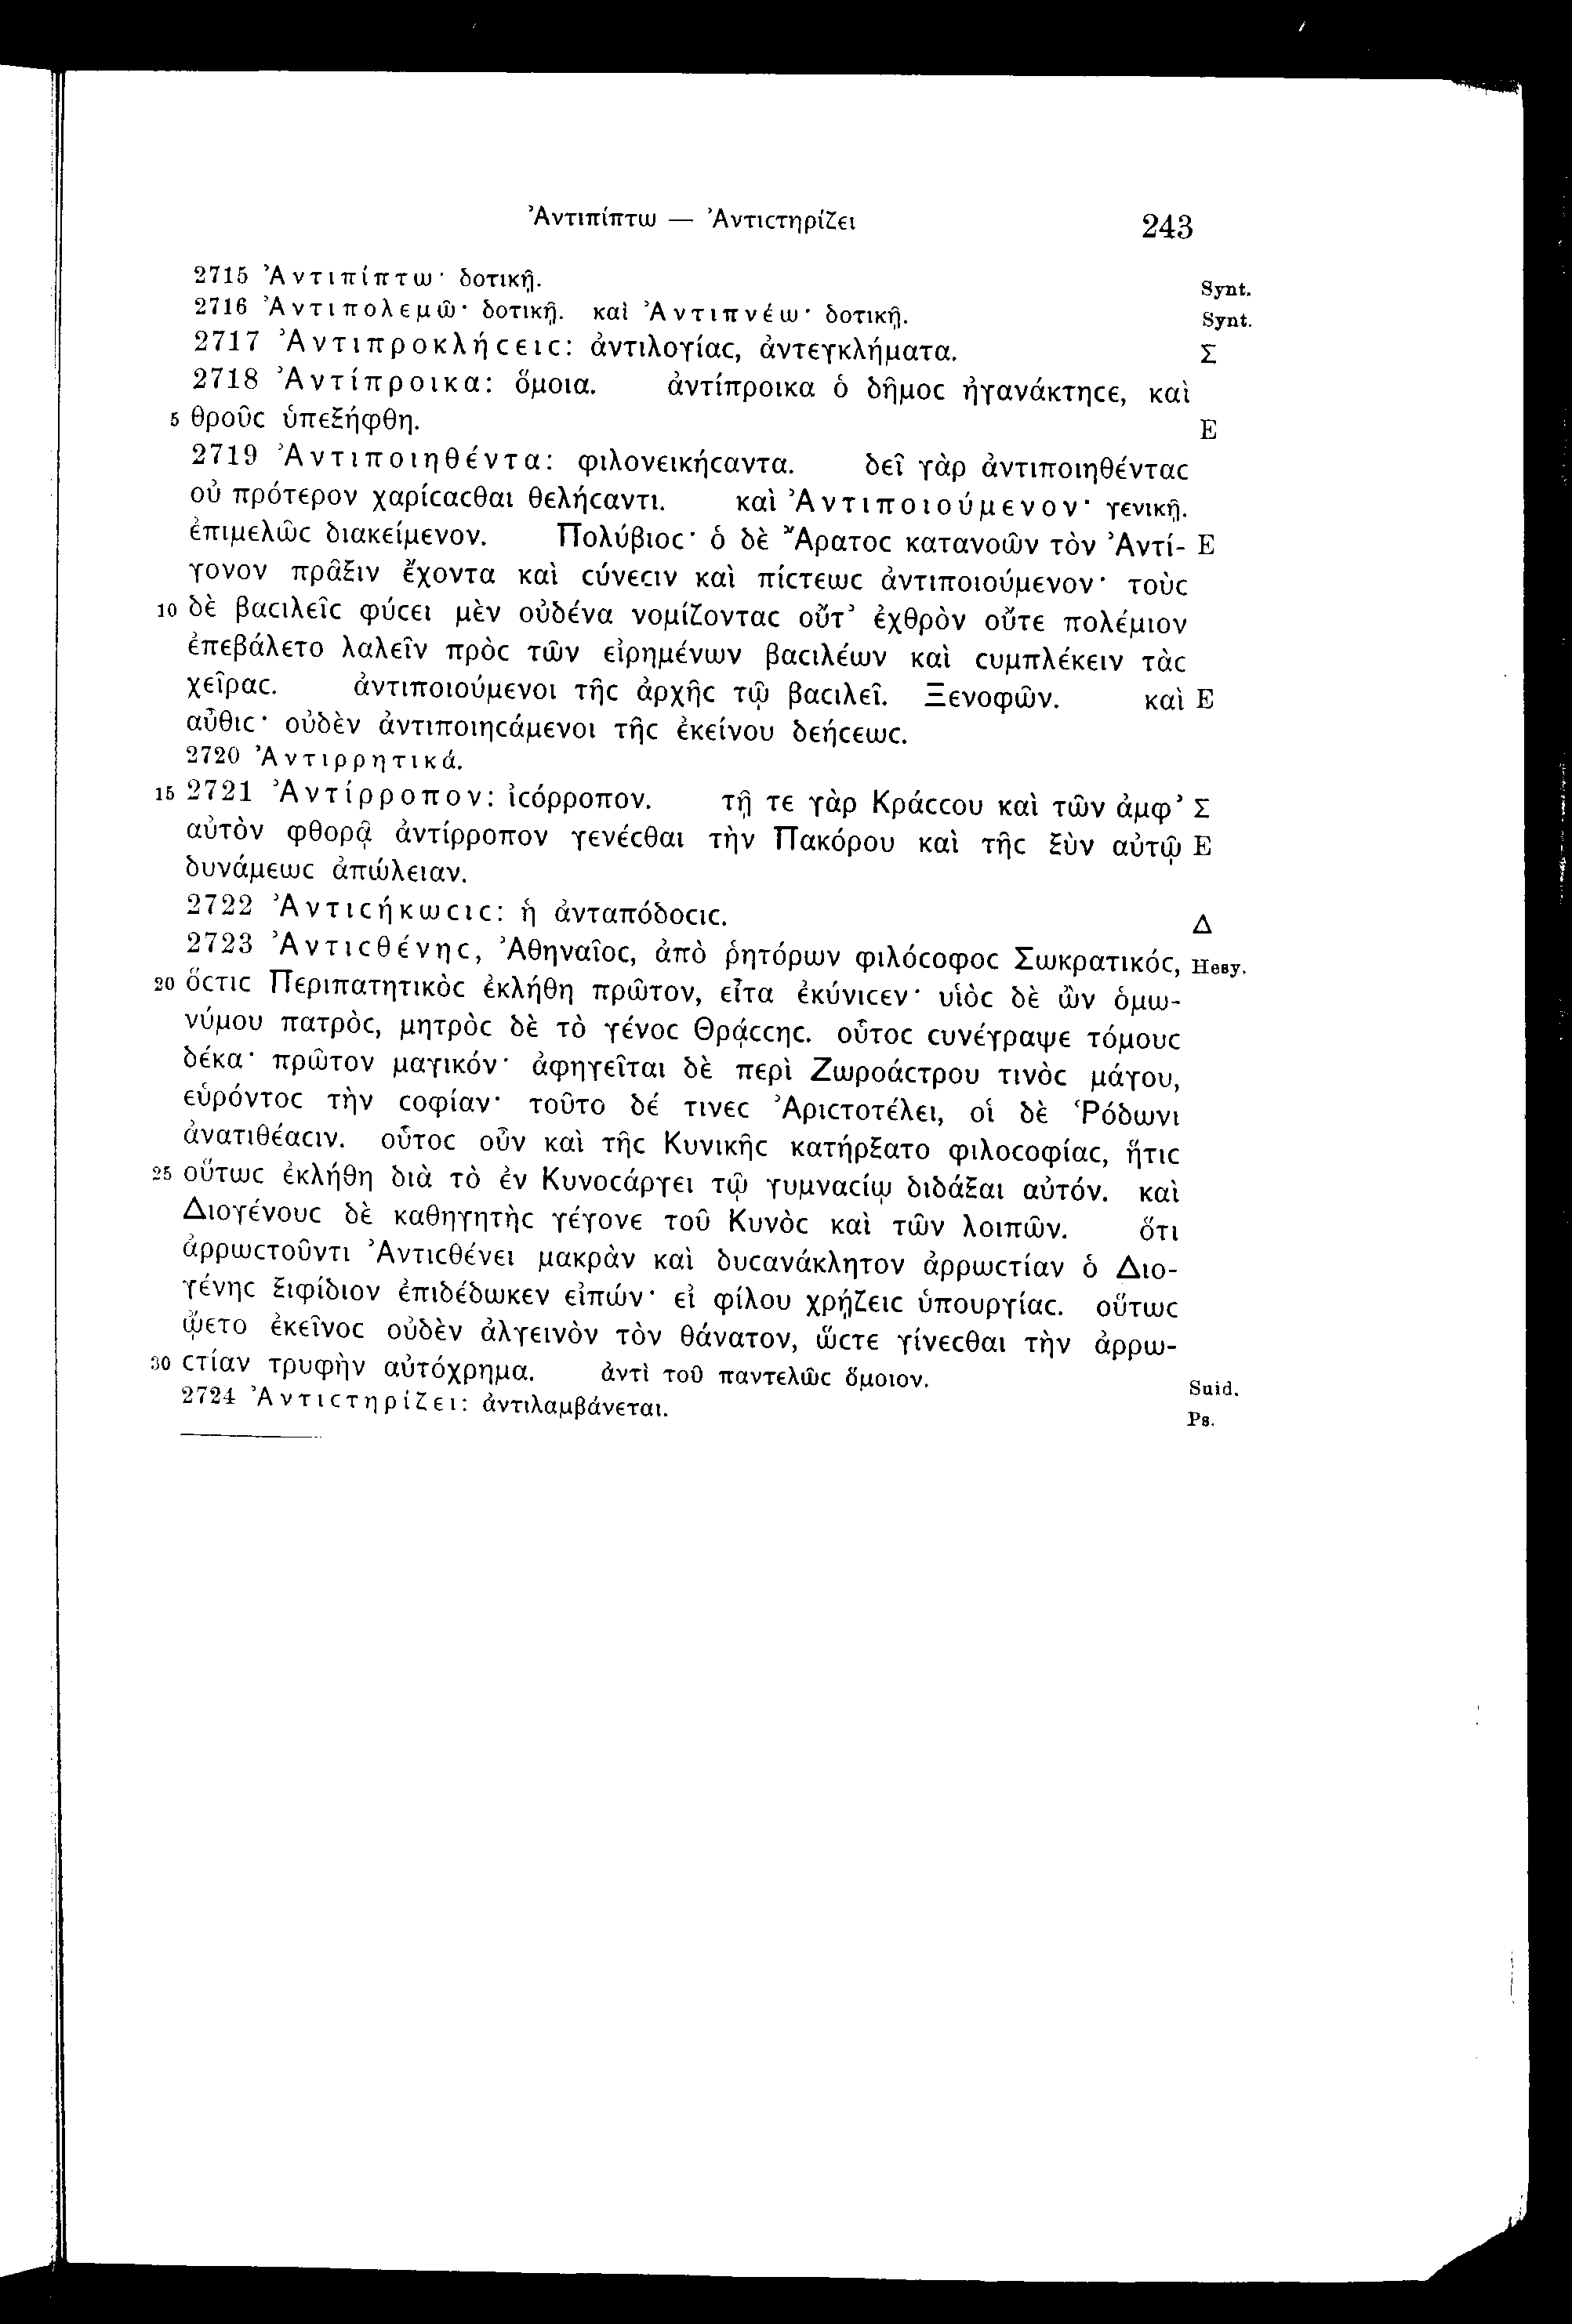 Ἀντιπίπτω — Ἀντιϲτηρίζει 243
2715 Ἀντιπίπτω· δοτικῇ. Synt.
2716 Ἀντιπολεμῶ· δοτικῇ. καὶ Ἀντιπνέω· δοτικῇ. Synt.
2717 Ἀντιπροκλήϲειϲ: ἀντιλογίαϲ, ἀντεγκλήματα. Σ
2718 Ἀντίπροικα: ὅμοια. ἀντίπροικα ὁ δῆμοϲ ἠγανάκτηϲε, καὶ
5 θροῦϲ ὑπεξήφθη. E
2719 Ἀντιποιηθέντα: φιλονεικήϲαντα. δεῖ γὰρ ἀντιποιηθένταϲ
οὐ πρότερον χαρίϲαϲθαι θελήϲαντι. καὶ Ἀντιποιούμενον· γενικῇ.
ἐπιμελῶϲ διακείμενον. Πολύβιοϲ· ὁ δὲ Ἄρατοϲ κατανοῶν τὸν Ἀντί- E
γονον πρᾶξιν ἔχοντα καὶ ϲύνεϲιν καὶ πίϲτεωϲ ἀντιποιούμενον· τοὺϲ
10 δὲ βαϲιλεῖϲ φύϲει μὲν οὐδένα νομίζονταϲ οὔτ’ ἐχθρὸν οὔτε πολέμιον
ἐπεβάλετο λαλεῖν πρὸϲ τῶν εἰρημένων βαϲιλέων καὶ ϲυμπλέκειν τὰϲ
χεῖραϲ. ἀντιποιούμενοι τῆϲ ἀρχῆϲ τῷ βαϲιλεῖ. Ξενοφῶν. καὶ E
αὖθιϲ· οὐδὲν ἀντιποιηϲάμενοι τῆϲ ἐκείνου δεήϲεωϲ.
2720 Ἀντιρρητικά.
15 2721 Ἀντίρροπον: ἰϲόρροπον. τῇ τε γὰρ Κράϲϲου καὶ τῶν ἀμφ’ Σ
αὐτὸν φθορᾷ ἀντίρροπον γενέϲθαι τὴν Πακόρου καὶ τῆϲ ξὺν αὐτῷ E
δυνάμεωϲ ἀπώλειαν.
2722 Ἀντιϲήκωϲιϲ: ἡ ἀνταπόδοϲιϲ. Δ
2723 Ἀντιϲθένηϲ, Ἀθηναῖοϲ, ἀπὸ ῥητόρων φιλόϲοφοϲ Σωκρατικόϲ, Hesy.
20 ὅϲτιϲ Περιπατητικὸϲ ἐκλήθη πρῶτον, εἶτα ἐκύνιϲεν· υἱὸϲ δὲ ὢν ὁμω-
νύμου πατρὸϲ, μητρὸϲ δὲ τὸ γένοϲ Θρᾴϲϲηϲ. οὗτοϲ ϲυνέγραψε τόμουϲ
δέκα· πρῶτον μαγικόν· ἀφηγεῖται δὲ περὶ Ζωροάϲτρου τινὸϲ μάγου,
εὑρόντοϲ τὴν ϲοφίαν· τοῦτο δέ τινεϲ Ἀριϲτοτέλει, οἱ δὲ Ῥόδωνι
ἀνατιθέαϲιν. οὗτοϲ οὖν καὶ τῆϲ Κυνικῆϲ κατήρξατο φιλοϲοφίαϲ, ἥτιϲ
25 οὕτωϲ ἐκλήθη διὰ τὸ ἐν Κυνοϲάργει τῷ γυμναϲίῳ διδάξαι αὐτόν. καὶ
Διογένουϲ δὲ καθηγητὴϲ γέγονε τοῦ Κυνὸϲ καὶ τῶν λοιπῶν. ὅτι
ἀρρωϲτοῦντι Ἀντιϲθένει μακρὰν καὶ δυϲανάκλητον ἀρρωϲτίαν ὁ Διο-
γένηϲ ξιφίδιον ἐπιδέδωκεν εἰπών· εἰ φίλου χρῄζειϲ ὑπουργίαϲ. οὕτωϲ
ᾤετο ἐκεῖνοϲ οὐδὲν ἀλγεινὸν τὸν θάνατον, ὥϲτε γίνεϲθαι τὴν ἀρρω-
30 ϲτίαν τρυφὴν αὐτόχρημα. ἀντὶ τοῦ παντελῶϲ ὅμοιον. Suid.
2724 Ἀντιϲτηρίζει: ἀντιλαμβάνεται. Ps.